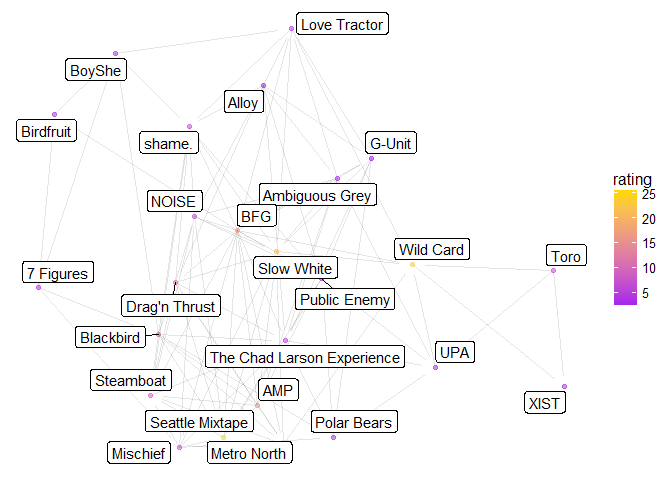 Love Tractor
BoyShe
Alloy
Birdfruit
shame.
G-Unit
rating
Ambiguous Grey
25
NOISE
BFG
20
Wild Card
Toro
15
Slow White
7 Figures
10
Public Enemy
Drag'n Thrust
5
Blackbird
The Chad Larson Experience
UPA
Steamboat
AMP
XIST
Seattle Mixtape
Polar Bears
Mischief
Metro North